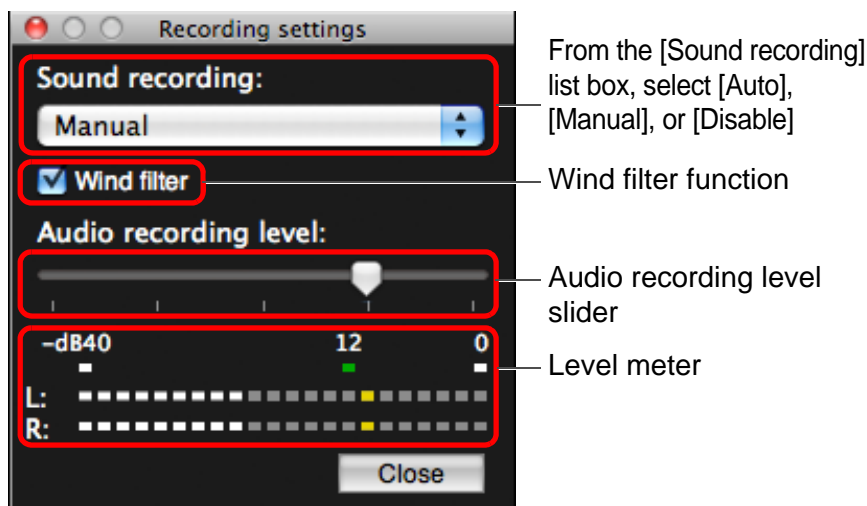 Recording settings
Sound recording:
Manual
Wind filter
Audio recording level:
-dB40 12 0
L:
R:
Close
From the [Sound recording]
list box, select [Auto],
[Manual], or [Disable]
Wind filter function
Audio recording level
slider
Level meter